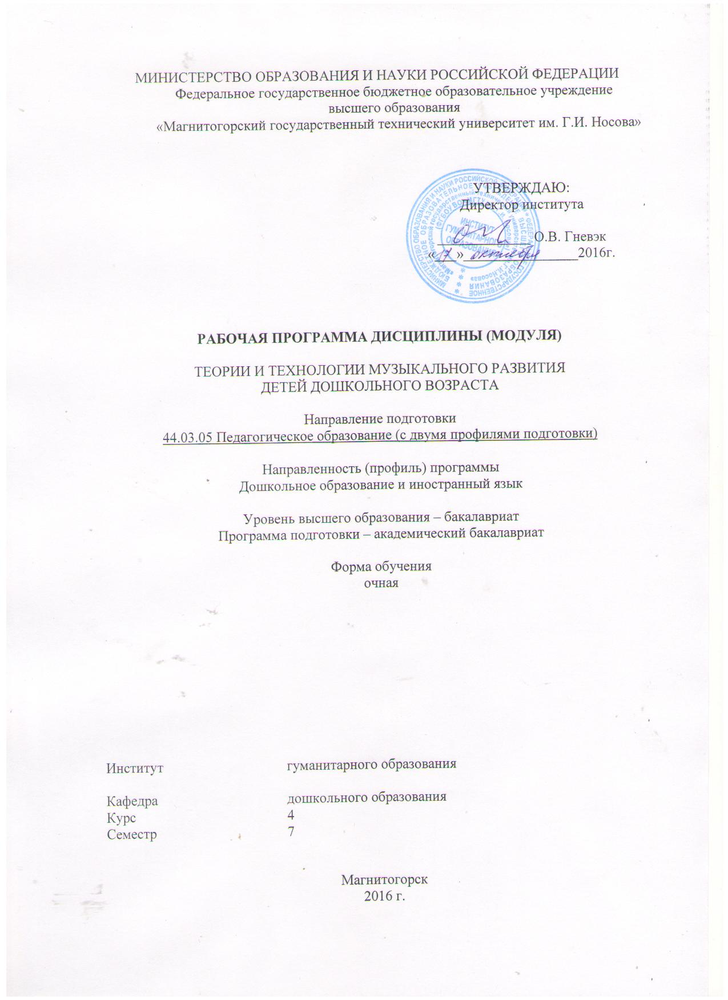 МИНИСТЕРСТВО ОБРАЗОВАНИЯ И НАУКИ РОССИЙСКОЙ ФЕДЕРАЦИИ
Федеральное государственное бюджетное образовательное учреждение
высшего образования
«Магнитогорский государственный технический университет им. Г.И. Носова»
УТВЕРЖДАЮ:
Директор института
О.В. Гневэк
«17» октября 2016г.
ИНСТИТУТ
ГУМАНИТАРНОГО
ОБРАЗОВАНИЯ
РАБОЧАЯ ПРОГРАММА ДИСЦИПЛИНЫ (МОДУЛЯ)
ТЕОРИИ И ТЕХНОЛОГИИ МУЗЫКАЛЬНОГО РАЗВИТИЯ
ДЕТЕЙ ДОШКОЛЬНОГО ВОЗРАСТА
Направление подготовки
44.03.05 Педагогическое образование (с двумя профилями подготовки)
Направленность (профиль) программы
Дошкольное образование и иностранный язык
Уровень высшего образования – бакалавриат
Программа подготовки – академический бакалавриат
Форма обучения
очная
Институт гуманитарного образования
Кафедра дошкольного образования
Курс 4
Семестр 7
Магнитогорск
2016 г.